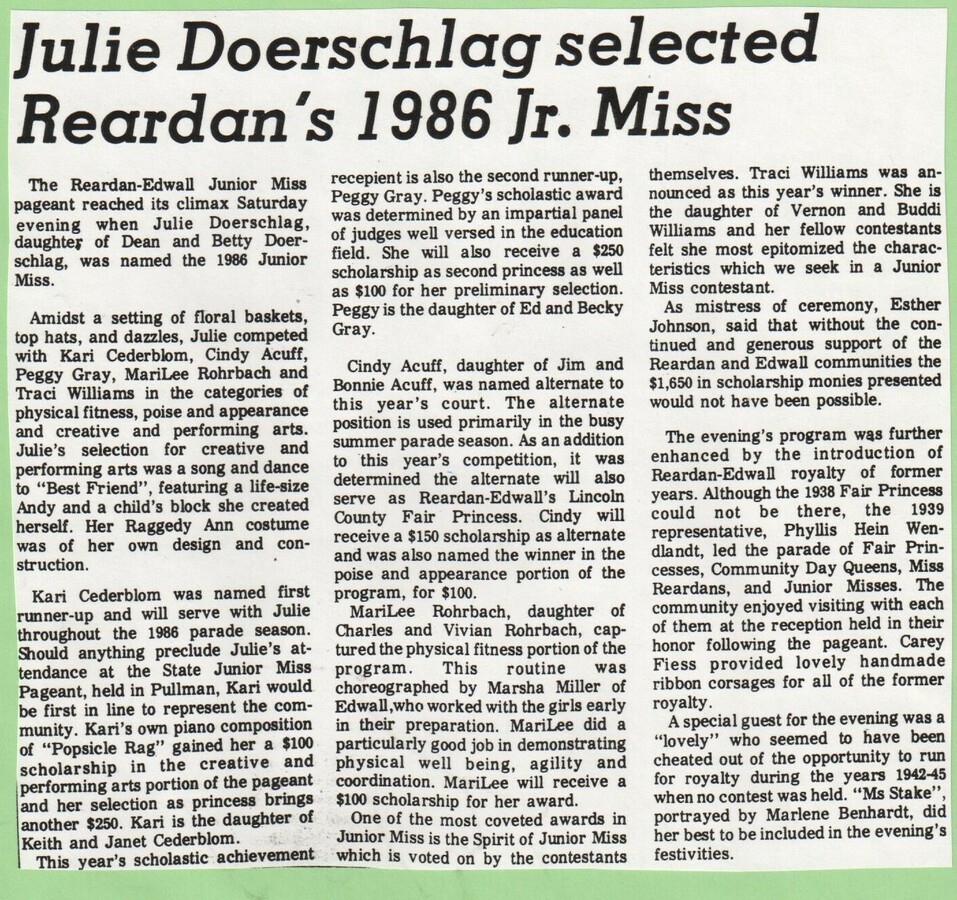 Julie Doerschlag selected
Reardan's 1986 Jr. Miss
The Reardan-Edwall Junior Miss
pageant reached its climax Saturday
evening when Julie Doerschlag,
daughter of Dean and Betty Doer-
schlag, was named the 1986 Junior
Miss.
Amidst a setting of floral baskets,
top hats, and dazzles, Julie competed
with Kari Cederblom, Cindy Acuff,
Peggy Gray, MariLee Rohrbach and
Traci Williams in the categories of
physical fitness, poise and appearance
and creative and performing arts.
Julie's selection for creative and
performing arts was a song and dance
to "Best Friend", featuring a life-size
Andy and a child's block she created
herself. Her Raggedy Ann costume
was of her own design and con-
struction.
Kari Cederblom was named first
runner-up and will serve with Julie
throughout the 1986 parade season.
Should anything preclude Julie's at-
tendance at the State Junior Miss
Pageant, held in Pullman, Kari would
be first in line to represent the com-
munity. Kari's own piano composition
of "Popsicle Rag" gained her a $100
scholarship in the creative and
performing arts portion of the pageant
and her selection as princess brings
another $250. Kari is the daughter of
Keith and Janet Cederblom.
This year's scholastic achievement
recepient is also the second runner-up,
Peggy Gray. Peggy's scholastic award
was determined by an impartial panel
of judges well versed in the education
field. She will also receive a $250
scholarship as second princess as well
as $100 for her preliminary selection.
Peggy is the daughter of Ed and Becky
Gray.
Cindy Acuff, daughter of Jim and
Bonnie Acuff, was named alternate to
this year's court. The alternate
position is used primarily in the busy
summer parade season. As an addition
to this year's competition, it was
determined the alternate will also
serve as Reardan-Edwall's Lincoln
County Fair Princess. Cindy will
receive a $150 scholarship as alternate
and was also named the winner in the
poise and appearance portion of the
program, for $100.
MariLee Rohrbach, daughter of
Charles and Vivian Rohrbach, cap-
tured the physical fitness portion of the
program. This routine was
choreographed by Marsha Miller of
Edwall,who worked with the girls early
in their preparation. MariLee did a
particularly good job in demonstrating
physical well being, agility and
coordination. MariLee will receive a
$100 scholarship for her award.
One of the most coveted awards in
Junior Miss is the Spirit of Junior Miss
which is voted on by the contestants
themselves. Traci Williams was an-
nounced as this year's winner. She is
the daughter of Vernon and Buddi
Williams and her fellow contestants
felt she most epitomized the charac-
teristics which we seek in a Junior
Miss contestant.
As mistress of ceremony, Esther
Johnson, said that without the con-
tinued and generous support of the
Reardan and Edwall communities the
$1,650 in scholarship monies presented
would not have been possible.
The evening's program was further
enhanced by the introduction of
Reardan-Edwall royalty of former
years. Although the 1938 Fair Princess
could not be there, the 1939
representative, Phyllis Hein Wen-
dlandt, led the parade of Fair Prin-
cesses, Community Day Queens, Miss
Reardans, and Junior Misses. The
community enjoyed visiting with each
of them at the reception held in their
honor following the pageant. Carey
Fiess provided lovely handmade
ribbon corsages for all of the former
royalty.
A special guest for the evening was a
"lovely" who seemed to have been
cheated out of the opportunity to run
for royalty during the years 1942-45
when no contest was held. "Ms Stake",
portrayed by Marlene Benhardt, did
her best to be included in the evening's
festivities.